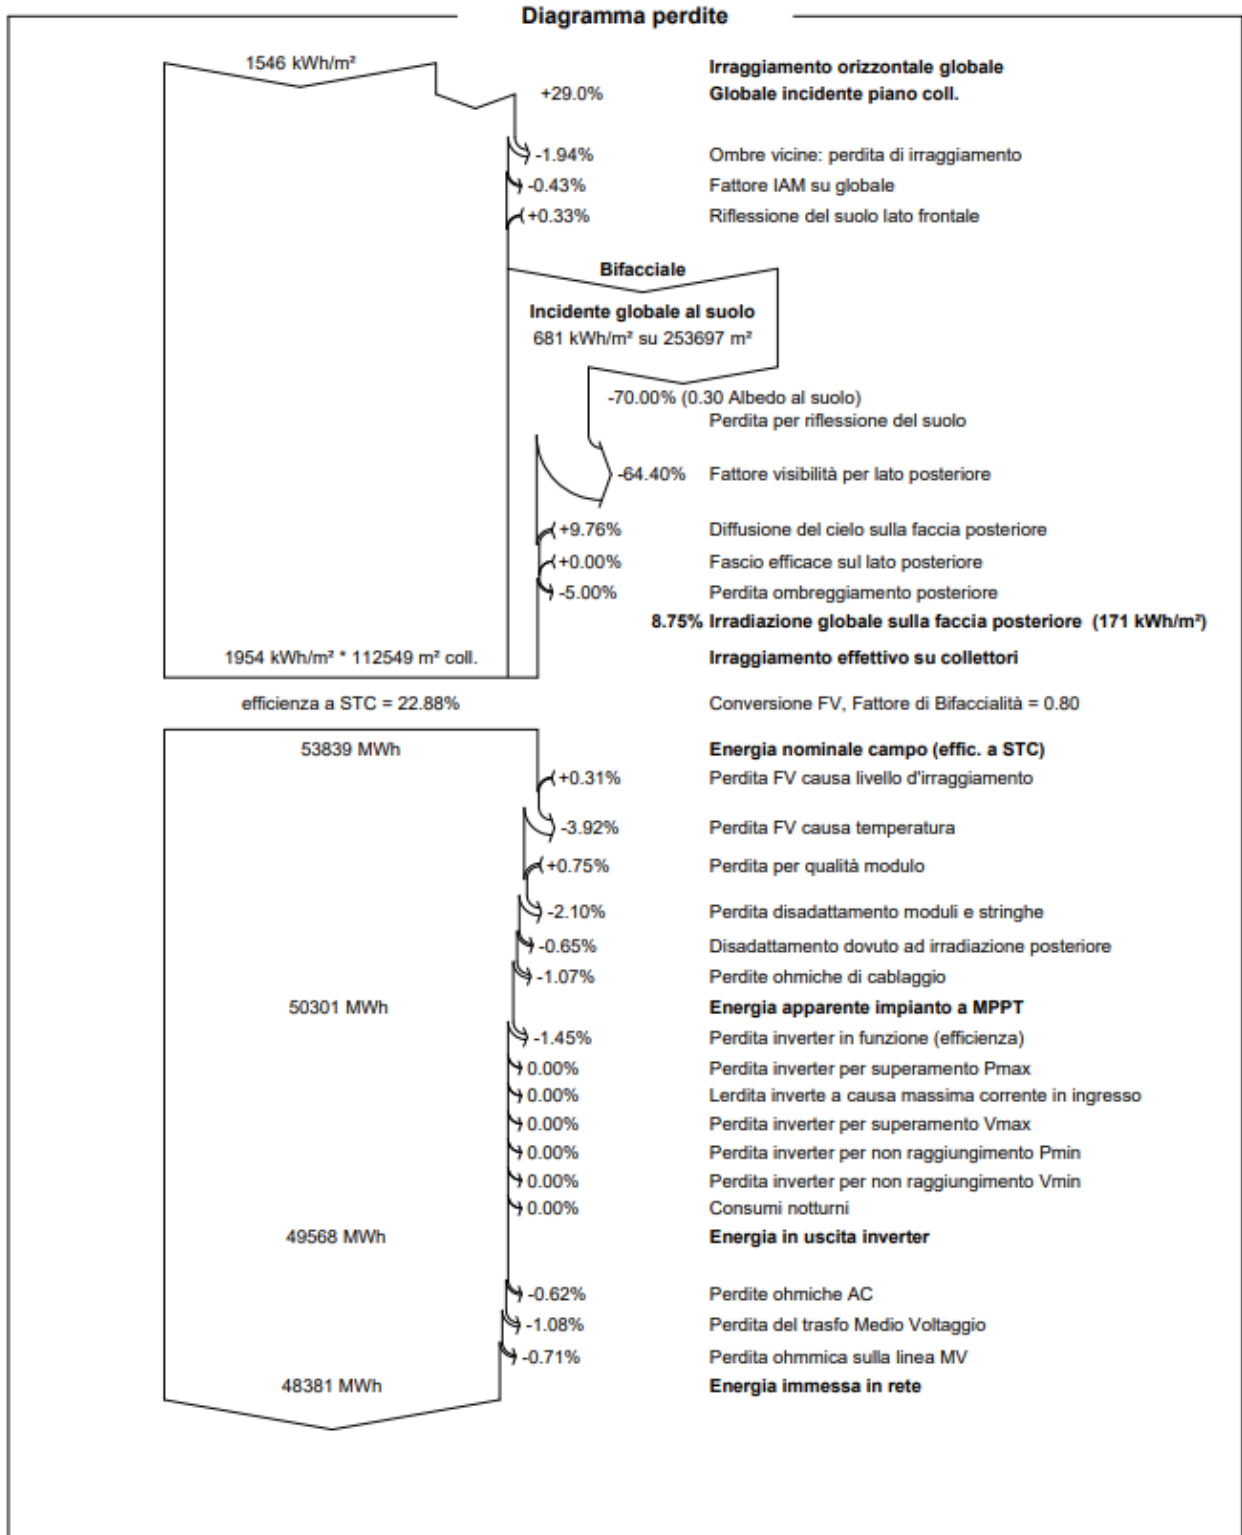 Diagramma perdite
1546 kWh/m²
Irraggiamento orizzontale globale
+29.0% Globale incidente piano coll.
-1.94% Ombre vicine: perdita di irraggiamento
-0.43% Fattore IAM su globale
+0.33% Riflessione del suolo lato frontale
Bifacciale
Incidente globale al suolo
681 kWh/m² su 253697 m²
-70.00% (0.30 Albedo al suolo)
Perdita per riflessione del suolo
-64.40% Fattore visibilità per lato posteriore
+9.76% Diffusione del cielo sulla faccia posteriore
+0.00% Fascio efficace sul lato posteriore
-5.00% Perdita ombreggiamento posteriore
8.75% Irradiazione globale sulla faccia posteriore (171 kWh/m²)
1954 kWh/m² * 112549 m² coll. Irraggiamento effettivo su collettori
efficienza a STC = 22.88% Conversione FV, Fattore di Bifaccialità = 0.80
53839 MWh Energia nominale campo (effic. a STC)
+0.31% Perdita FV causa livello d'irraggiamento
-3.92% Perdita FV causa temperatura
+0.75% Perdita per qualità modulo
-2.10% Perdita disadattamento moduli e stringhe
-0.65% Disadattamento dovuto ad irradiazione posteriore
-1.07% Perdite ohmiche di cablaggio
50301 MWh Energia apparente impianto a MPPT
-1.45% Perdita inverter in funzione (efficienza)
0.00% Perdita inverter per superamento Pmax
0.00% Lerdita inverte a causa massima corrente in ingresso
0.00% Perdita inverter per superamento Vmax
0.00% Perdita inverter per non raggiungimento Pmin
0.00% Perdita inverter per non raggiungimento Vmin
0.00% Consumi notturni
49568 MWh Energia in uscita inverter
-0.62% Perdite ohmiche AC
-1.08% Perdita del trasfo Medio Voltaggio
-0.71% Perdita ohmmica sulla linea MV
48381 MWh Energia immessa in rete